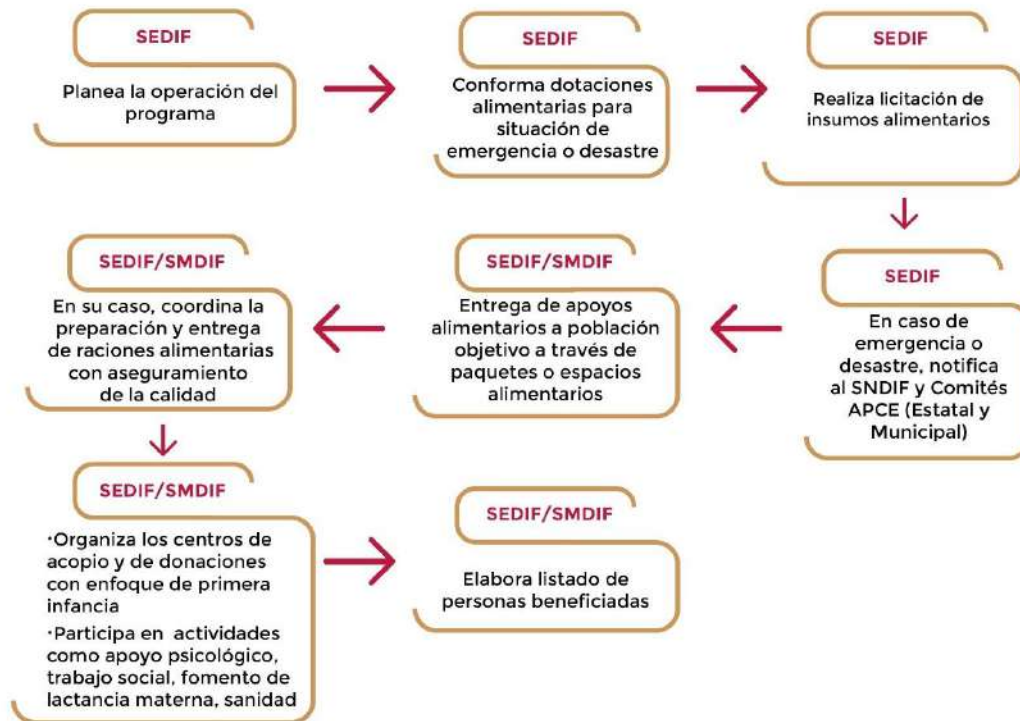 SEDIF
Planea la operación del
programa
SEDIF
Conforma dotaciones
alimentarias para
situación de
emergencia o desastre
SEDIF
Realiza licitación de
insumos alimentarios
SEDIF
En caso de
emergencia o
desastre, notifica
al SNDIF y Comités
APCE (Estatal y
Municipal)
SEDIF/SMDIF
Entrega de apoyos
alimentarios a población
objetivo a través de
paquetes o espacios
alimentarios
SEDIF/SMDIF
En su caso, coordina la
preparación y entrega
de raciones alimentarias
con aseguramiento
de la calidad
SEDIF/SMDIF
·Organiza los centros de
acopio y de donaciones
con enfoque de primera
infancia
·Participa en actividades
como apoyo psicológico,
trabajo social, fomento de
lactancia materna, sanidad
SEDIF/SMDIF
Elabora listado de
personas beneficiadas